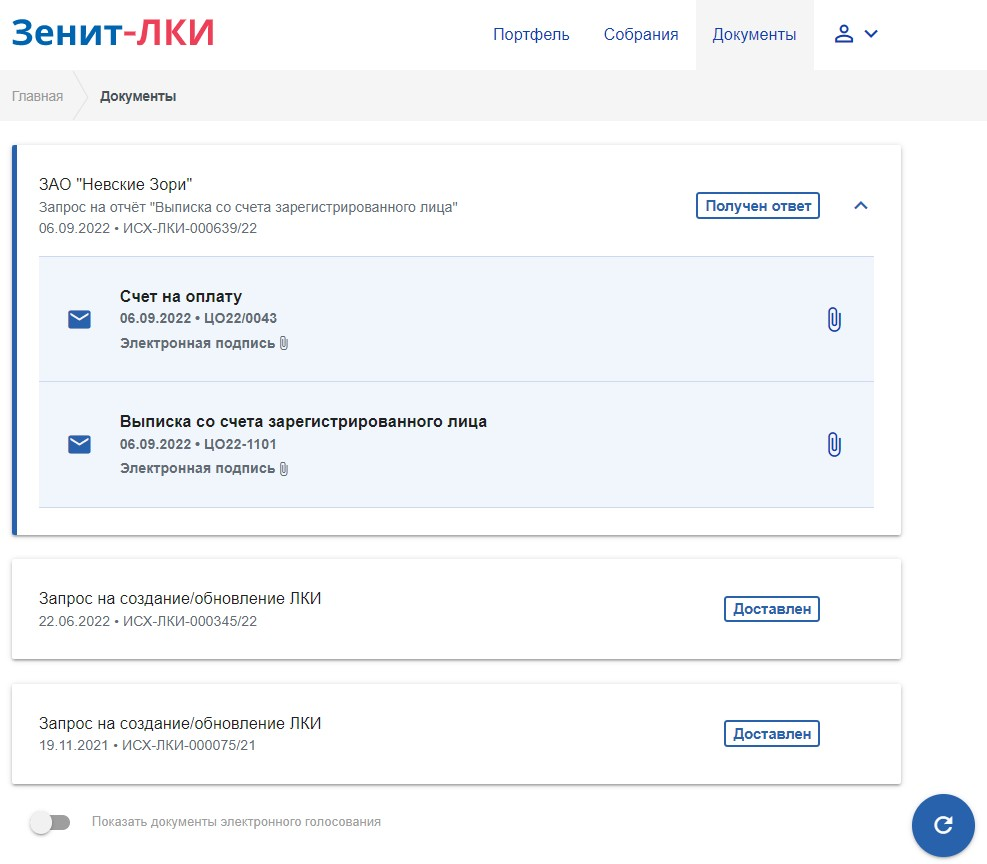 Зенит-ЛКИ
Портфель Собрания Документы
Главная Документы
ЗАО "Невские Зори"
Запрос на отчёт "Выписка со счета зарегистрированного лица"
06.09.2022 • ИСХ-ЛКИ-000639/22
Получен ответ
Счет на оплату
06.09.2022 • ЦО22/0043
Электронная подпись
Выписка со счета зарегистрированного лица
06.09.2022 • ЦО22-1101
Электронная подпись
Запрос на создание/обновление ЛКИ
22.06.2022 • ИСХ-ЛКИ-000345/22
Доставлен
Запрос на создание/обновление ЛКИ
19.11.2021 • ИСХ-ЛКИ-000075/21
Доставлен
Показать документы электронного голосования